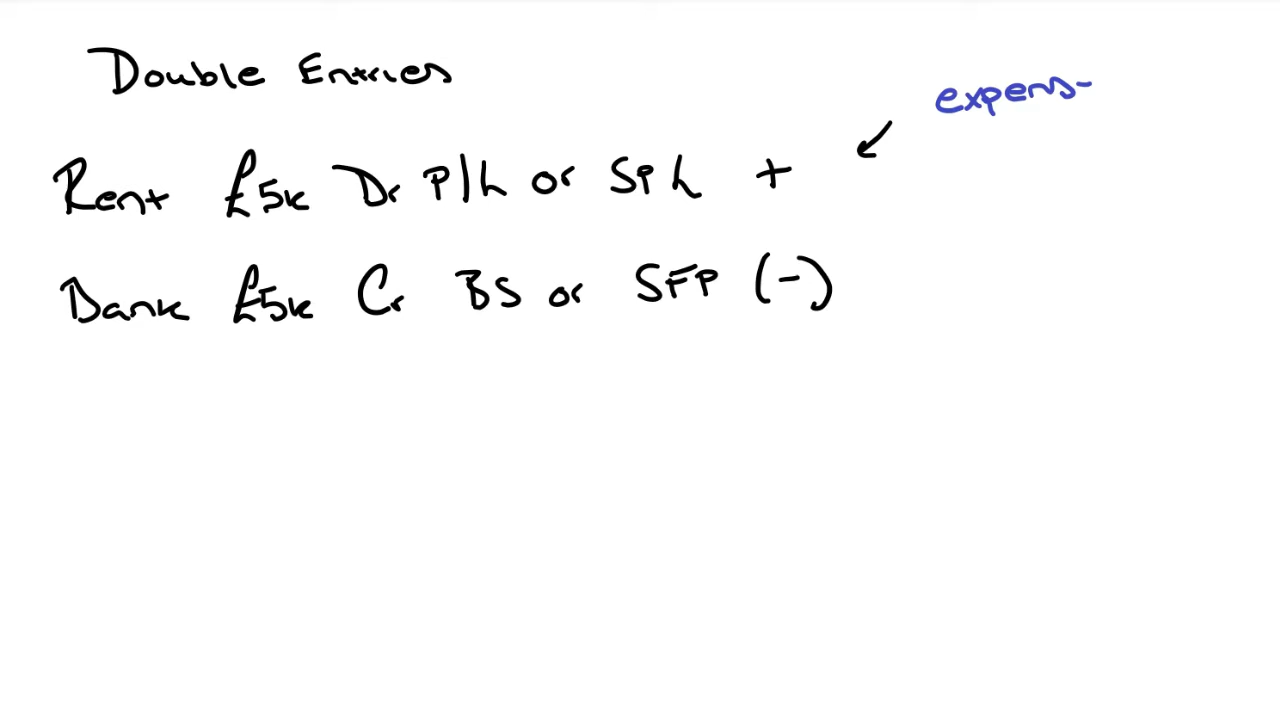 Double Entries
expens
Rent £5k Dr P/L or SPL +
Bank £5k Cr BS or SFP (-)